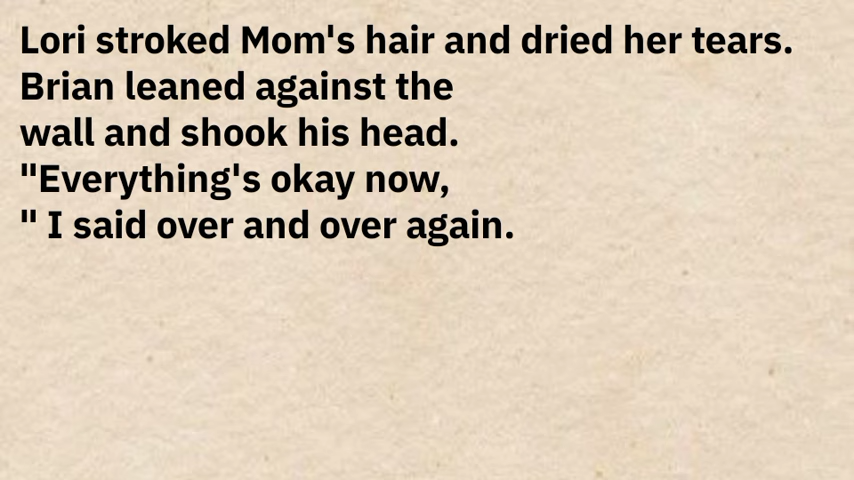 Lori stroked Mom's hair and dried her tears.
Brian leaned against the
wall and shook his head.
"Everything's okay now,
" I said over and over again.